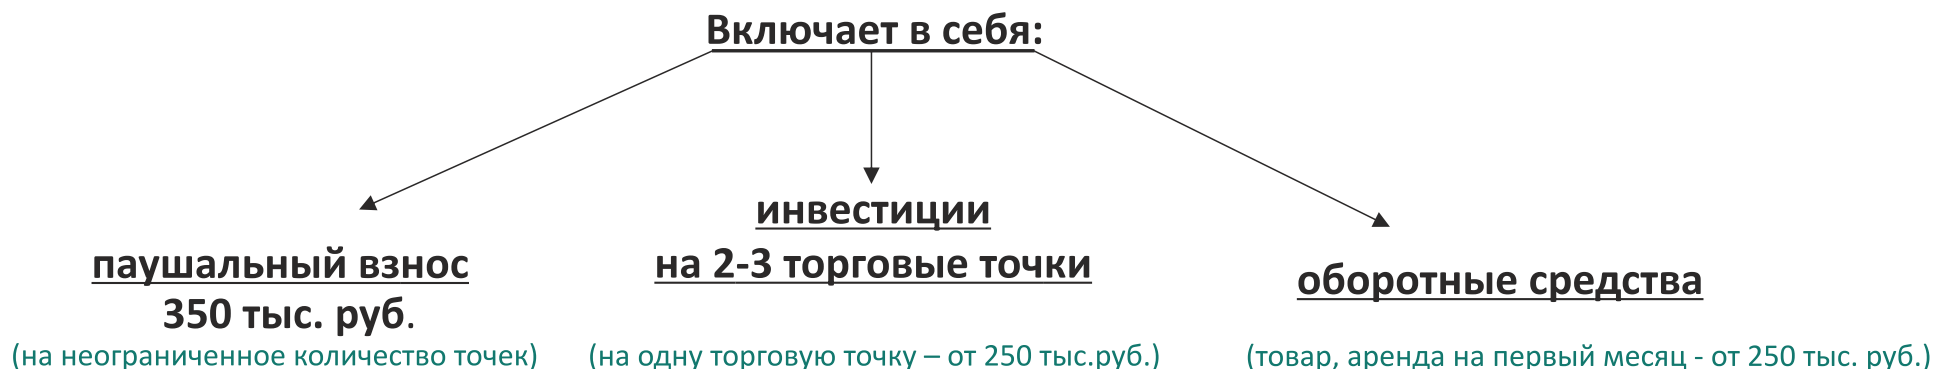 Включает в себя:
паушальный взнос
350 тыс. руб.
(на неограниченное количество точек)
инвестиции
на 2-3 торговые точки
(на одну торговую точку – от 250 тыс.руб.)
оборотные средства
(товар, аренда на первый месяц - от 250 тыс. руб.)